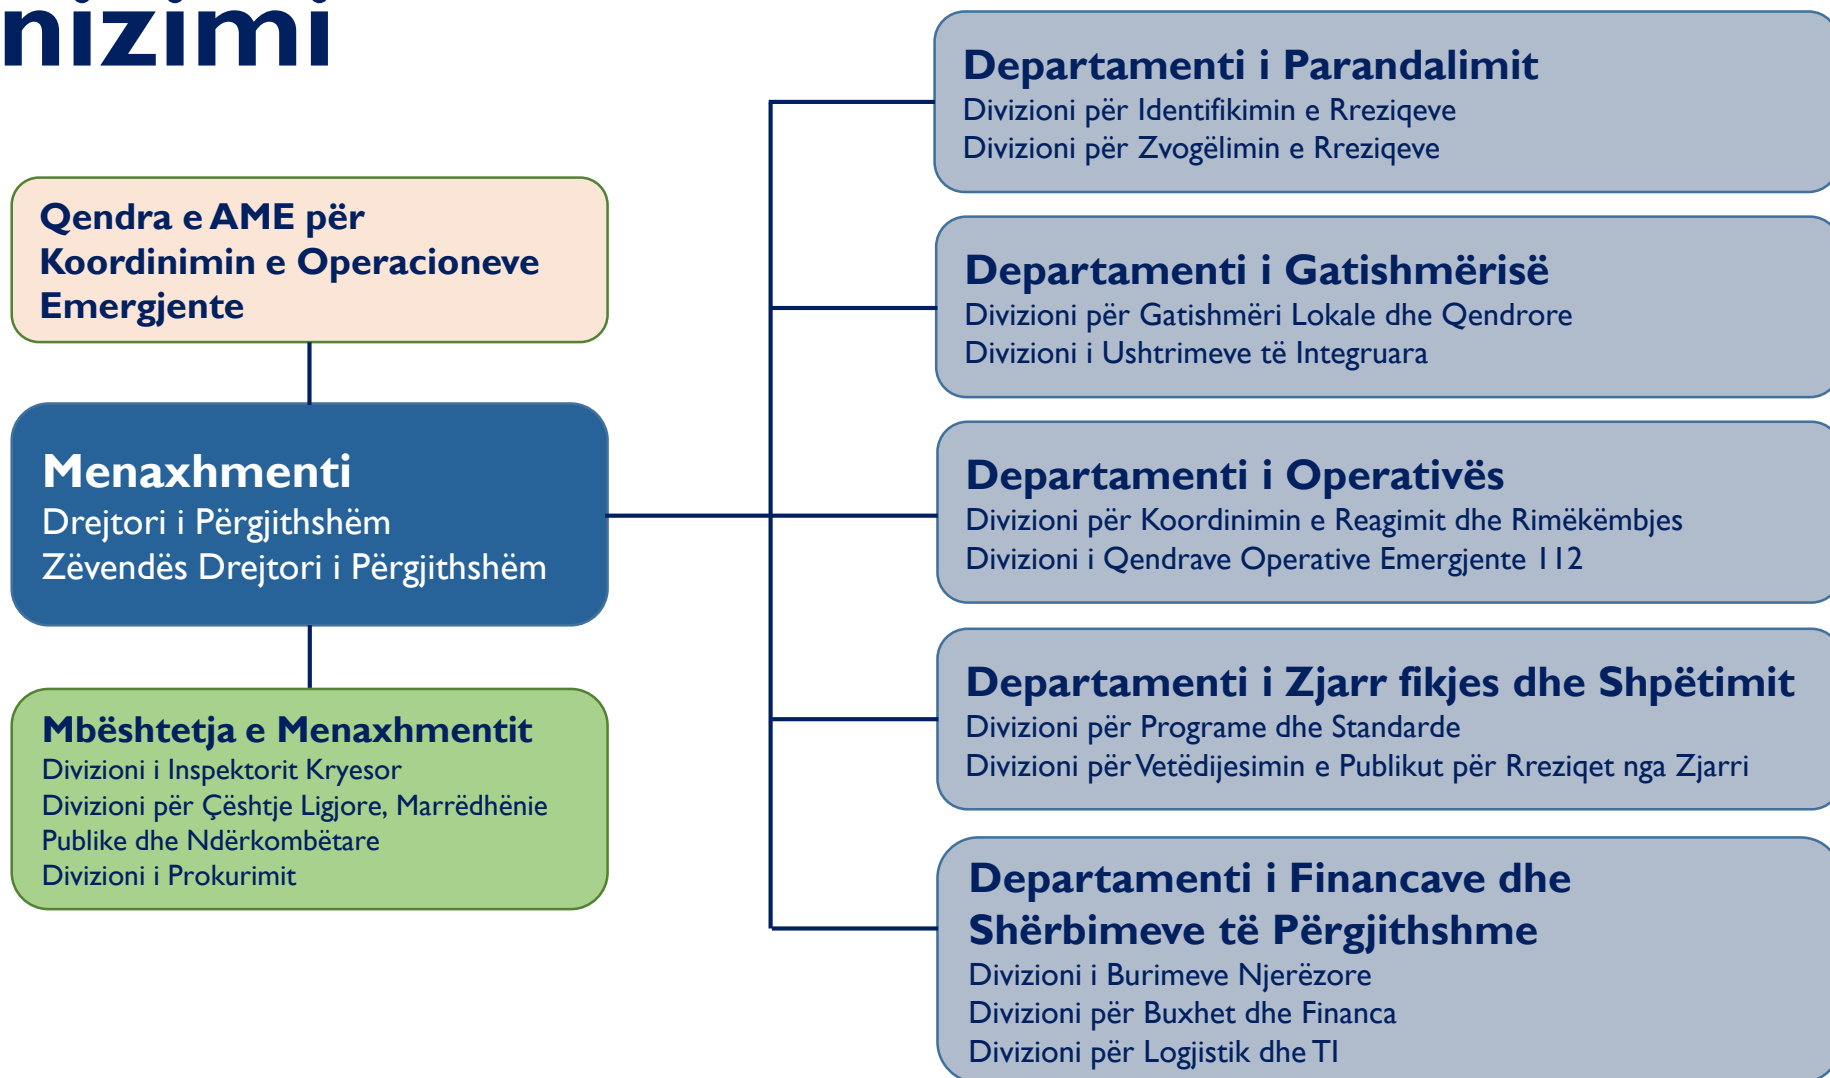 nizimi
Qendra e AME për
Koordinimin e Operacioneve
Emergjente
Menaxhmenti
Drejtori i Përgjithshëm
Zëvendës Drejtori i Përgjithshëm
Mbështetja e Menaxhmentit
Divizioni i Inspektorit Kryesor
Divizioni për Çështje Ligjore, Marrëdhënie
Publike dhe Ndërkombëtare
Divizioni i Prokurimit
Departamenti i Parandalimit
Divizioni për Identifikimin e Rreziqeve
Divizioni për Zvogëlimin e Rreziqeve
Departamenti i Gatishmërisë
Divizioni për Gatishmëri Lokale dhe Qendrore
Divizioni i Ushtrimeve të Integruara
Departamenti i Operativës
Divizioni për Koordinimin e Reagimit dhe Rimëkëmbjes
Divizioni i Qendrave Operative Emergjente 112
Departamenti i Zjarr fikjes dhe Shpëtimit
Divizioni për Programe dhe Standarde
Divizioni për Vetëdijesimin e Publikut për Rreziqet nga Zjarri
Departamenti i Financave dhe
Shërbimeve të Përgjithshme
Divizioni i Burimeve Njerëzore
Divizioni për Buxhet dhe Financa
Divizioni për Logjistik dhe TI